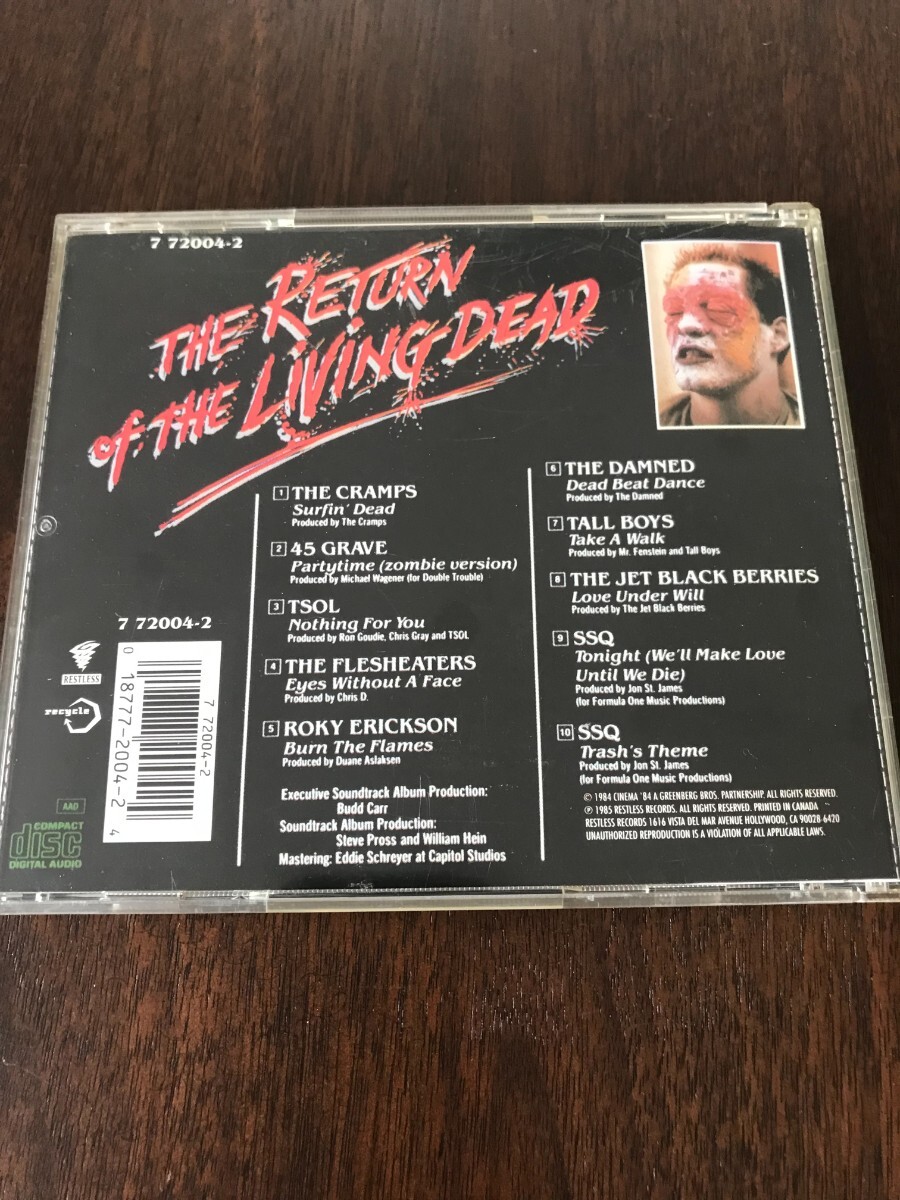 7 72004-2
THE RETURN
of THE LIVING DEAD
1 THE CRAMPS
Surfin' Dead
Produced by The Cramps
2 45 GRAVE
Partytime (zombie version)
Produced by Michael Wagener (for Double Trouble)
3 TSOL
Nothing For You
Produced by Ron Goudie, Chris Gray and TSOL
4 THE FLESHEATERS
Eyes Without A Face
Produced by Chris D.
5 ROKY ERICKSON
Burn The Flames
Produced by Duane Aslaksen
Executive Soundtrack Album Production:
Budd Carr
Soundtrack Album Production:
Steve Pross and William Hein
Mastering: Eddie Schreyer at Capitol Studios
6 THE DAMNED
Dead Beat Dance
Produced by The Damned
7 TALL BOYS
Take A Walk
Produced by Mr. Fenstein and Tall Boys
8 THE JET BLACK BERRIES
Love Under Will
Produced by The Jet Black Berries
9 SSQ
Tonight (We'll Make Love
Until We Die)
Produced by Jon St. James
(for Formula One Music Productions)
10 SSQ
Trash's Theme
Produced by Jon St. James
(for Formula One Music Productions)
© 1984 CINEMA '84 A GREENBERG BROS. PARTNERSHIP. ALL RIGHTS RESERVED.
℗ 1985 RESTLESS RECORDS. ALL RIGHTS RESERVED. PRINTED IN CANADA
RESTLESS RECORDS 1616 VISTA DEL MAR AVENUE HOLLYWOOD, CA 90028-6420
UNAUTHORIZED REPRODUCTION IS A VIOLATION OF ALL APPLICABLE LAWS.
7 72004-2
RESTLESS
recycle
0 18777-2004-2 4
7 72004-2
AAD
COMPACT
disc
DIGITAL AUDIO